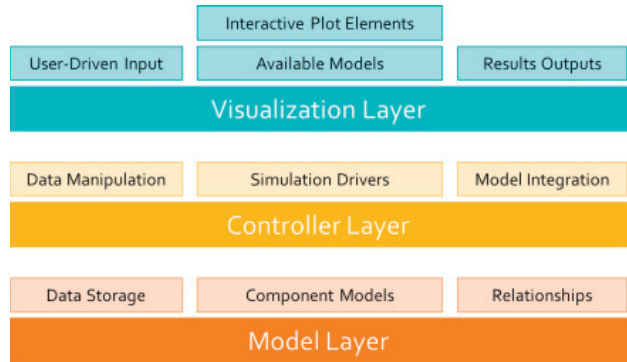 Interactive Plot Elements
User-Driven Input
Available Models
Results Outputs
Visualization Layer
Data Manipulation
Simulation Drivers
Model Integration
Controller Layer
Data Storage
Component Models
Relationships
Model Layer